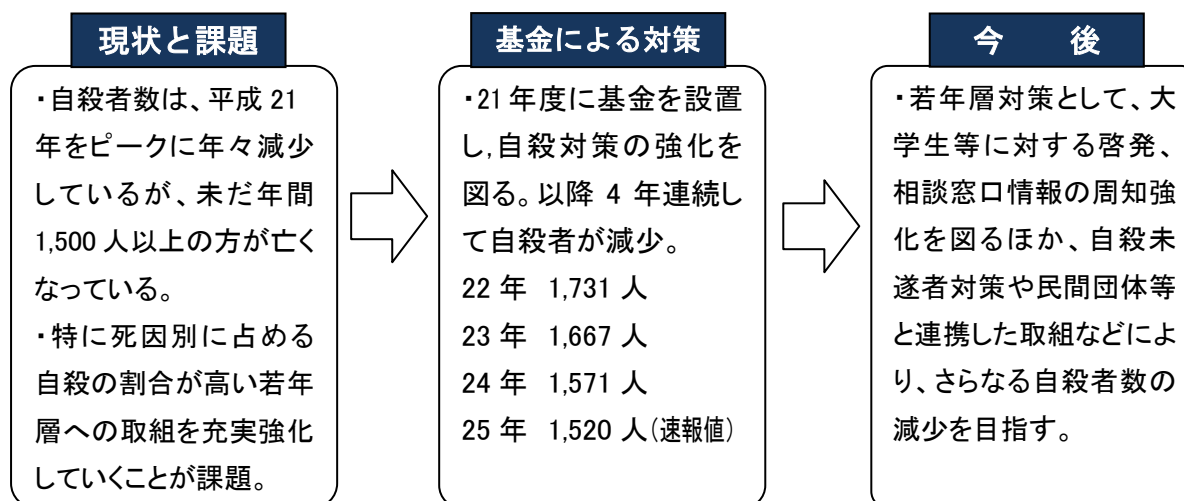 現状と課題
・自殺者数は、平成 21
年をピークに年々減少
しているが、未だ年間
1,500 人以上の方が亡く
なっている。
・特に死因別に占める
自殺の割合が高い若年
層への取組を充実強化
していくことが課題。
基金による対策
・21 年度に基金を設置
し,自殺対策の強化を
図る。以降 4 年連続し
て自殺者が減少。
22 年 1,731 人
23 年 1,667 人
24 年 1,571 人
25 年 1,520 人(速報値)
今 後
・若年層対策として、大
学生等に対する啓発、
相談窓口情報の周知強
化を図るほか、自殺未
遂者対策や民間団体等
と連携した取組などによ
り、さらなる自殺者数の
減少を目指す。